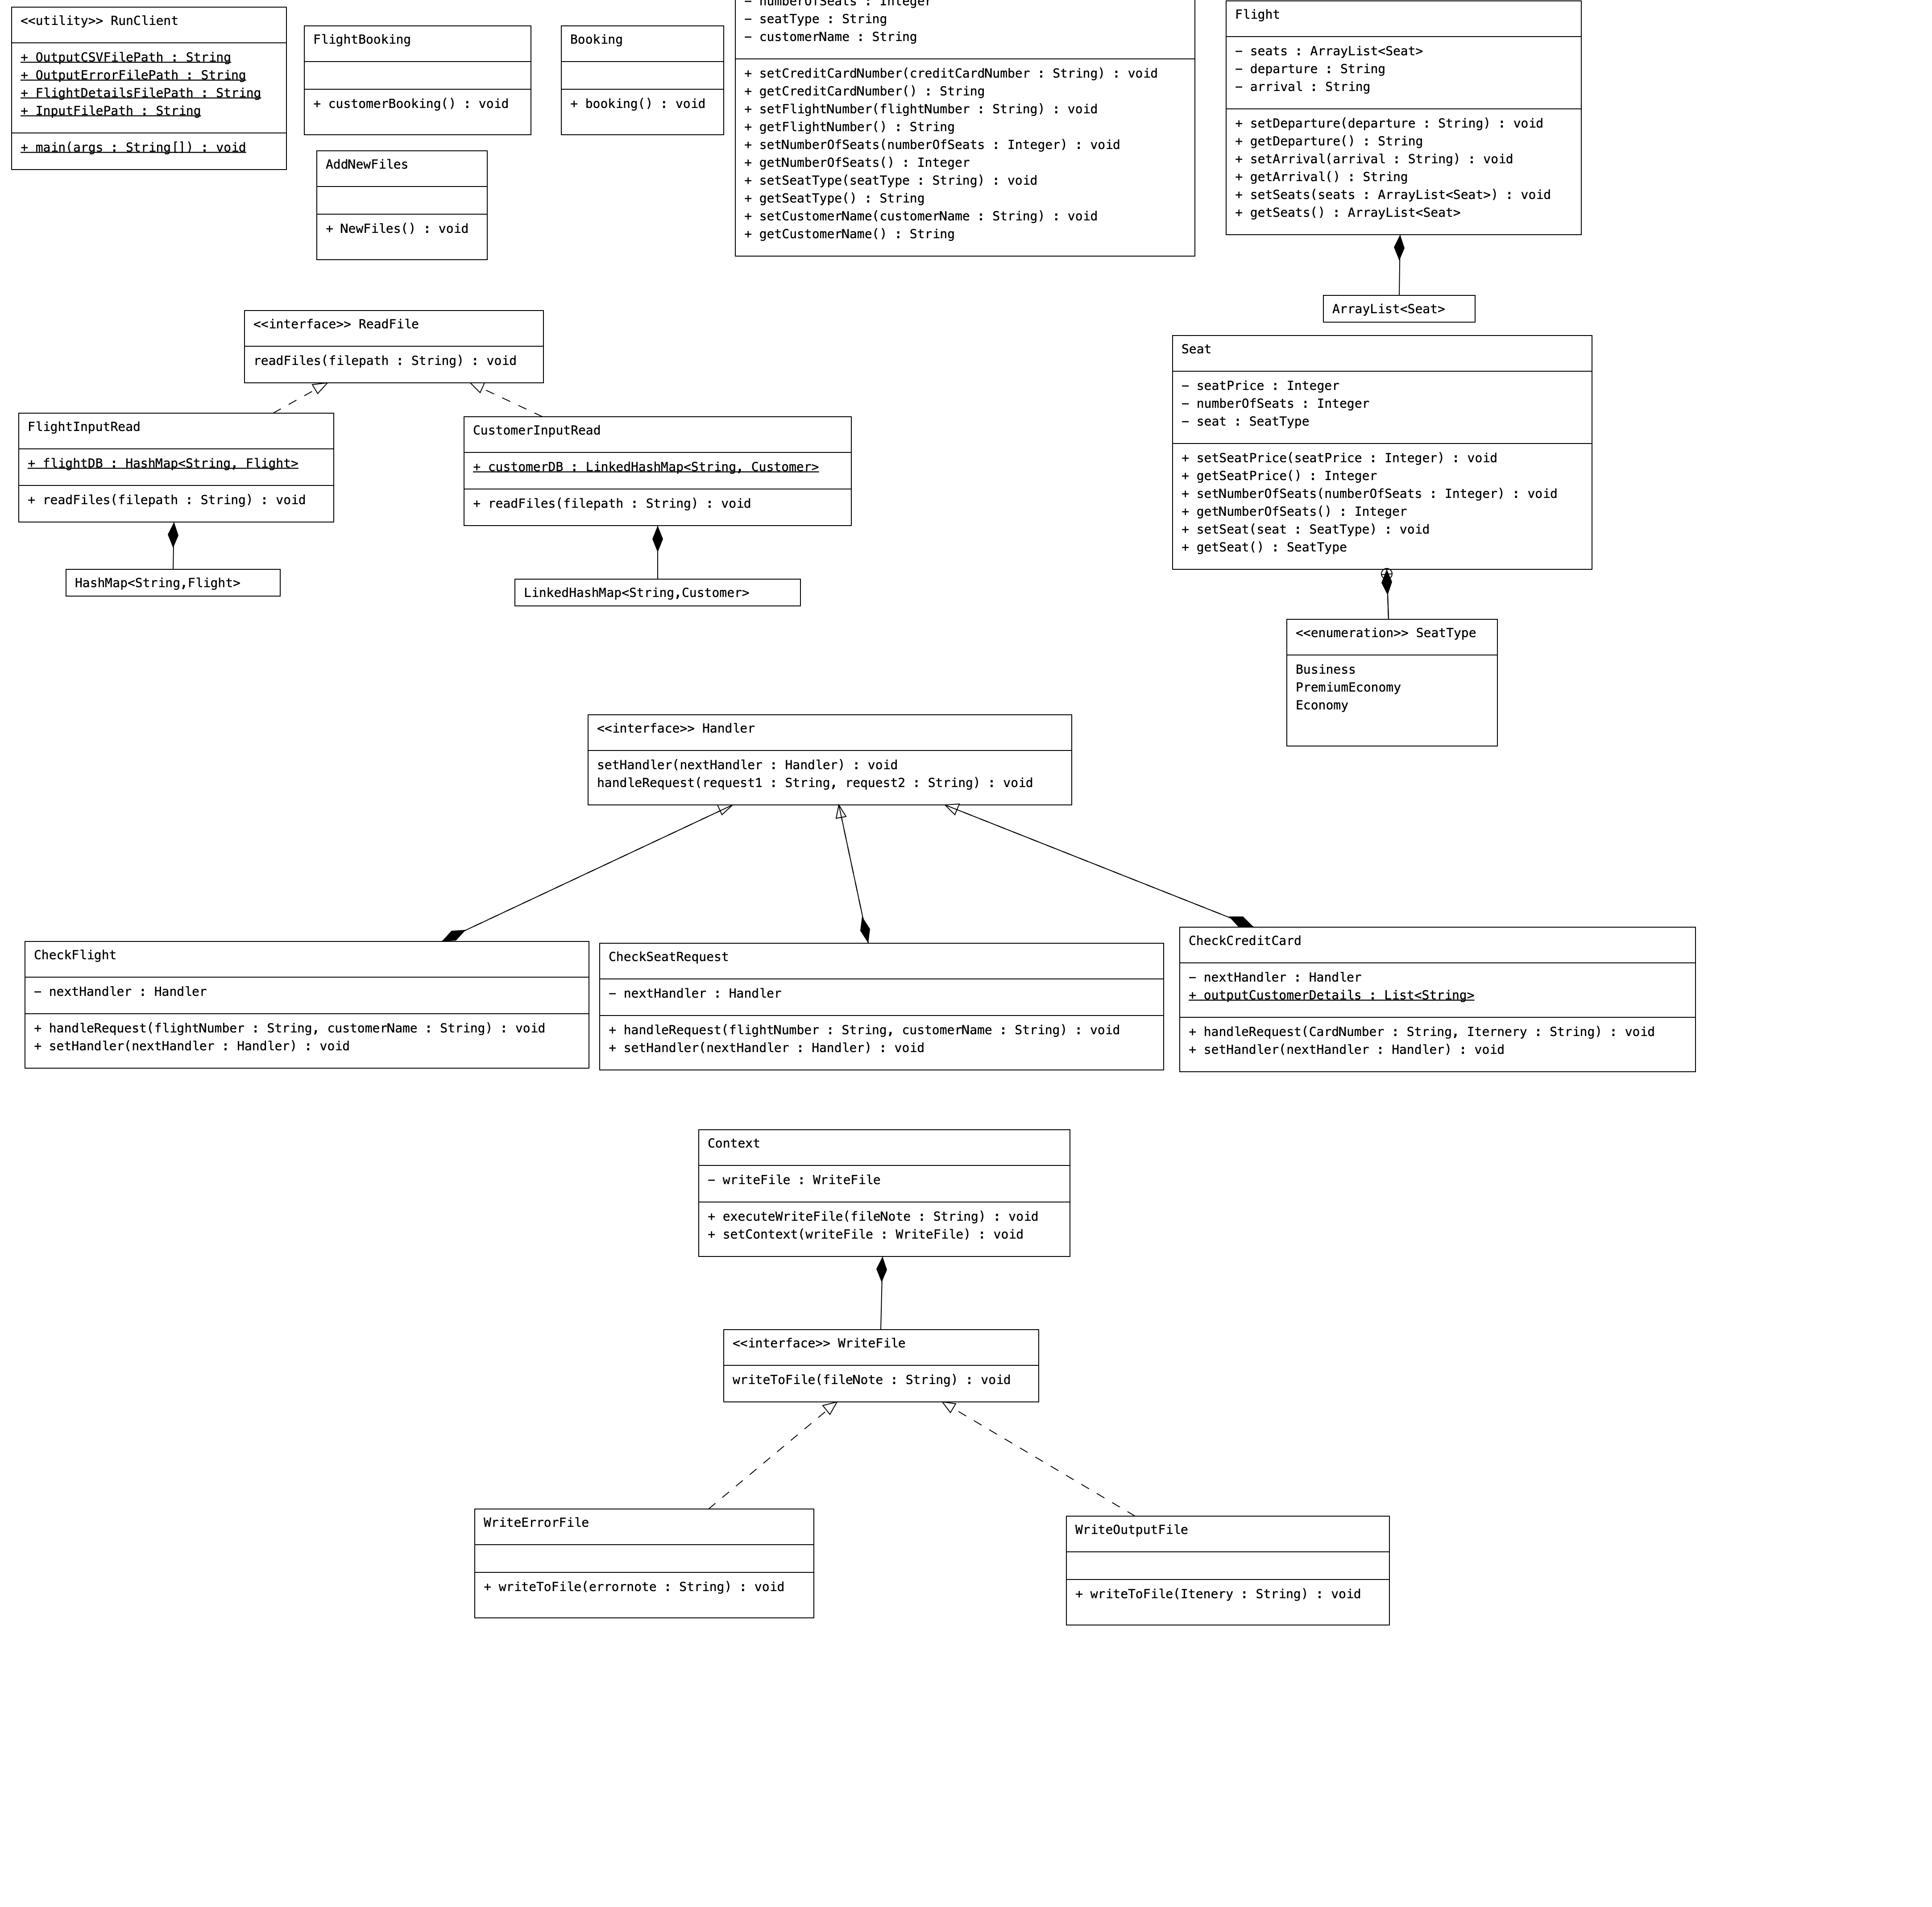 <<utility>> RunClient
+ OutputCSVFilePath : String
+ OutputErrorFilePath : String
+ FlightDetailsFilePath : String
+ InputFilePath : String
+ main(args : String[]) : void
FlightBooking
+ customerBooking() : void
Booking
+ booking() : void
AddNewFiles
+ NewFiles() : void
− numberOfSeats : Integer
− seatType : String
− customerName : String
+ setCreditCardNumber(creditCardNumber : String) : void
+ getCreditCardNumber() : String
+ setFlightNumber(flightNumber : String) : void
+ getFlightNumber() : String
+ setNumberOfSeats(numberOfSeats : Integer) : void
+ getNumberOfSeats() : Integer
+ setSeatType(seatType : String) : void
+ getSeatType() : String
+ setCustomerName(customerName : String) : void
+ getCustomerName() : String
Flight
− seats : ArrayList<Seat>
− departure : String
− arrival : String
+ setDeparture(departure : String) : void
+ getDeparture() : String
+ setArrival(arrival : String) : void
+ getArrival() : String
+ setSeats(seats : ArrayList<Seat>) : void
+ getSeats() : ArrayList<Seat>
ArrayList<Seat>
<<interface>> ReadFile
readFiles(filepath : String) : void
FlightInputRead
+ flightDB : HashMap<String, Flight>
+ readFiles(filepath : String) : void
HashMap<String,Flight>
CustomerInputRead
+ customerDB : LinkedHashMap<String, Customer>
+ readFiles(filepath : String) : void
LinkedHashMap<String,Customer>
Seat
− seatPrice : Integer
− numberOfSeats : Integer
− seat : SeatType
+ setSeatPrice(seatPrice : Integer) : void
+ getSeatPrice() : Integer
+ setNumberOfSeats(numberOfSeats : Integer) : void
+ getNumberOfSeats() : Integer
+ setSeat(seat : SeatType) : void
+ getSeat() : SeatType
<<enumeration>> SeatType
Business
PremiumEconomy
Economy
<<interface>> Handler
setHandler(nextHandler : Handler) : void
handleRequest(request1 : String, request2 : String) : void
CheckFlight
− nextHandler : Handler
+ handleRequest(flightNumber : String, customerName : String) : void
+ setHandler(nextHandler : Handler) : void
CheckSeatRequest
− nextHandler : Handler
+ handleRequest(flightNumber : String, customerName : String) : void
+ setHandler(nextHandler : Handler) : void
CheckCreditCard
− nextHandler : Handler
+ outputCustomerDetails : List<String>
+ handleRequest(CardNumber : String, Iternery : String) : void
+ setHandler(nextHandler : Handler) : void
Context
− writeFile : WriteFile
+ executeWriteFile(fileNote : String) : void
+ setContext(writeFile : WriteFile) : void
<<interface>> WriteFile
writeToFile(fileNote : String) : void
WriteErrorFile
+ writeToFile(errornote : String) : void
WriteOutputFile
+ writeToFile(Itenery : String) : void